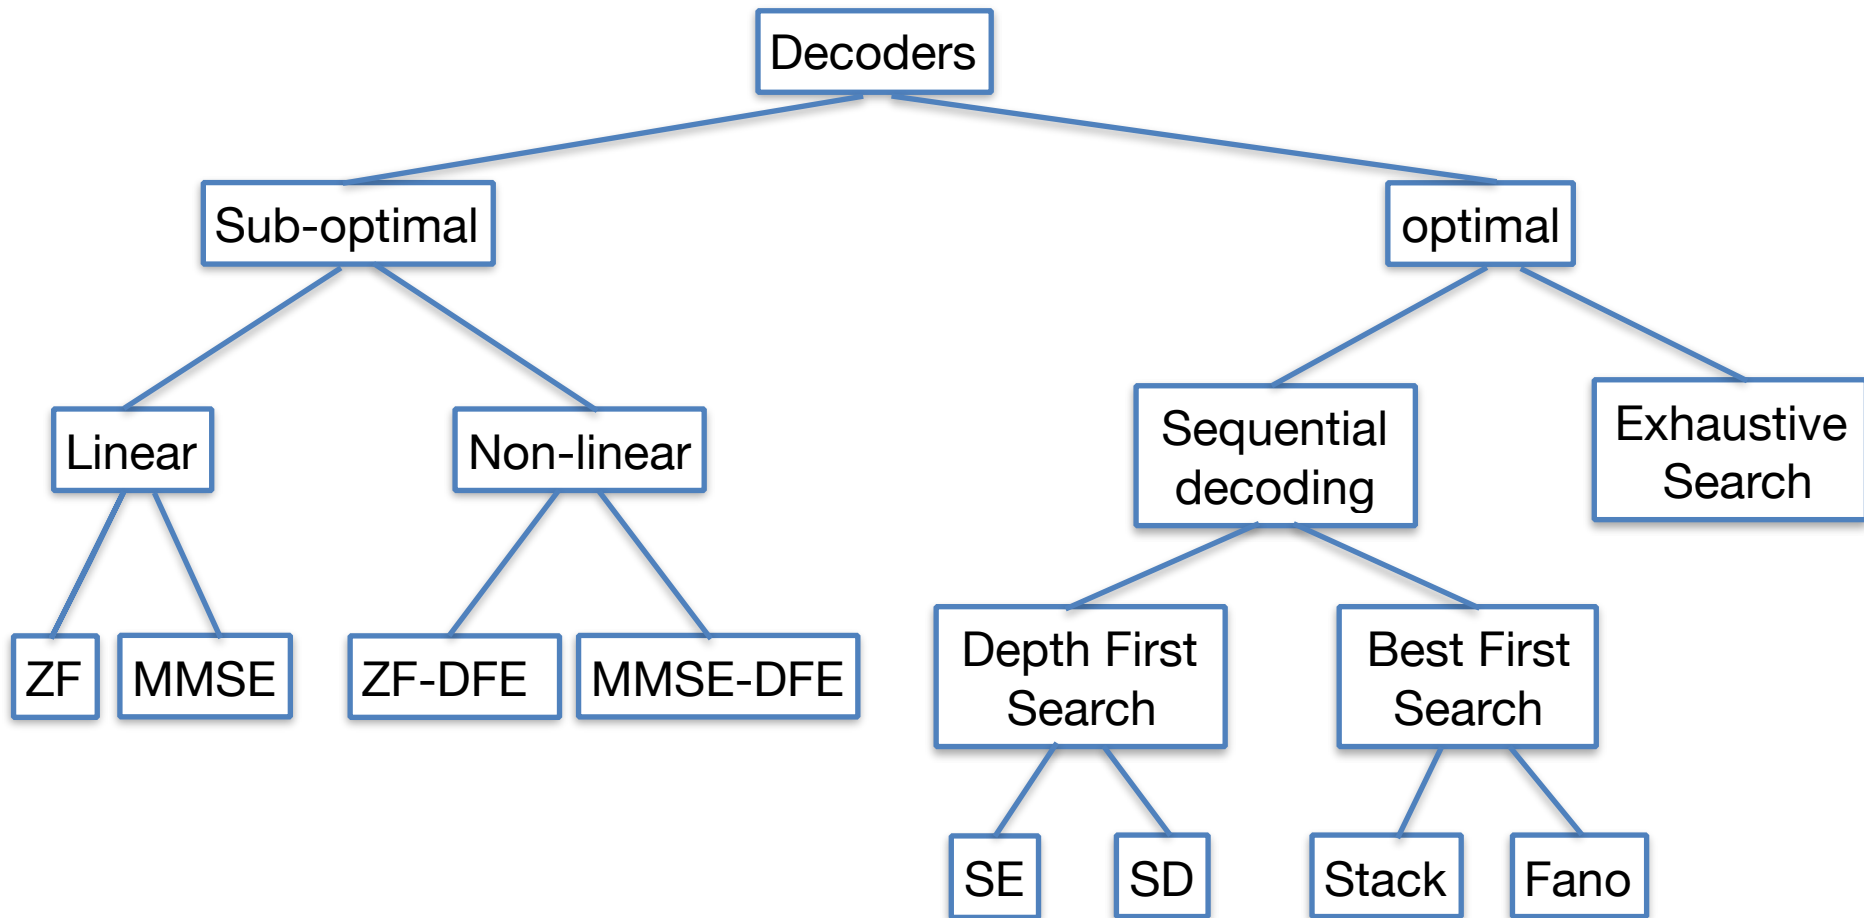 Decoders
Sub-optimal
optimal
Linear
Non-linear
Sequential
decoding
Exhaustive
Search
ZF
MMSE
ZF-DFE
MMSE-DFE
Depth First
Search
Best First
Search
SE
SD
Stack
Fano